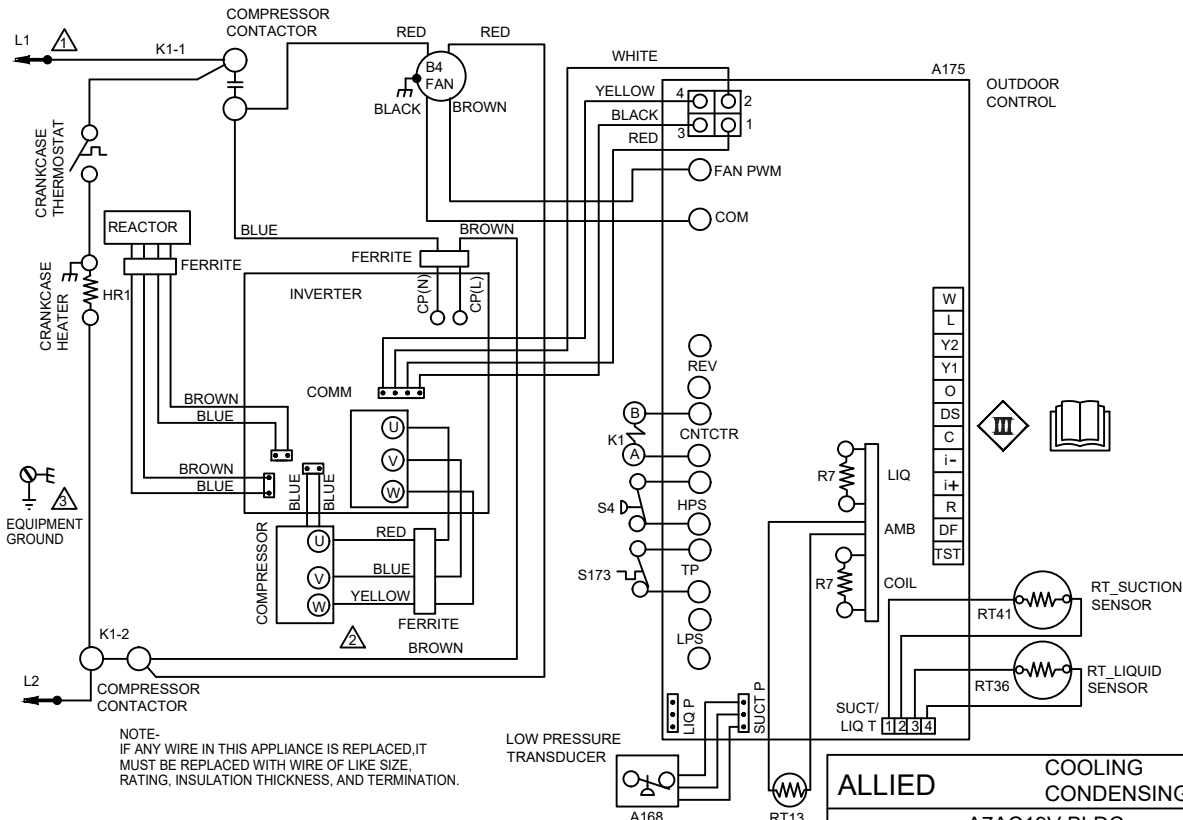 COMPRESSOR
CONTACTOR
L1
1
K1-1
RED
RED
B4
FAN
BLACK
BROWN
WHITE
YELLOW
BLACK
RED
4
2
3
1
A175
OUTDOOR
CONTROL
FAN PWM
COM
CRANKCASE
THERMOSTAT
REACTOR
FERRITE
BLUE
BROWN
FERRITE
CRANKCASE
HEATER
HR1
INVERTER
CP(N)
CP(L)
COMM
BROWN
BLUE
BROWN
BLUE
BLUE
BLUE
U
V
W
COMPRESSOR
U
V
W
RED
BLUE
YELLOW
FERRITE
2
BROWN
3
EQUIPMENT
GROUND
K1-2
L2
COMPRESSOR
CONTACTOR
REV
B
K1
A
CNTCTR
S4
HPS
S173
TP
LPS
LIQ P
SUCT P
R7
LIQ
AMB
R7
COIL
W
L
Y2
Y1
O
DS
C
i-
i+
R
DF
TST
III
RT41
RT_SUCTION
SENSOR
RT36
RT_LIQUID
SENSOR
SUCT/
LIQ T
1 2 3 4
NOTE-
IF ANY WIRE IN THIS APPLIANCE IS REPLACED,IT
MUST BE REPLACED WITH WIRE OF LIKE SIZE,
RATING, INSULATION THICKNESS, AND TERMINATION.
LOW PRESSURE
TRANSDUCER
A168
RT13
ALLIED
COOLING
CONDENSING